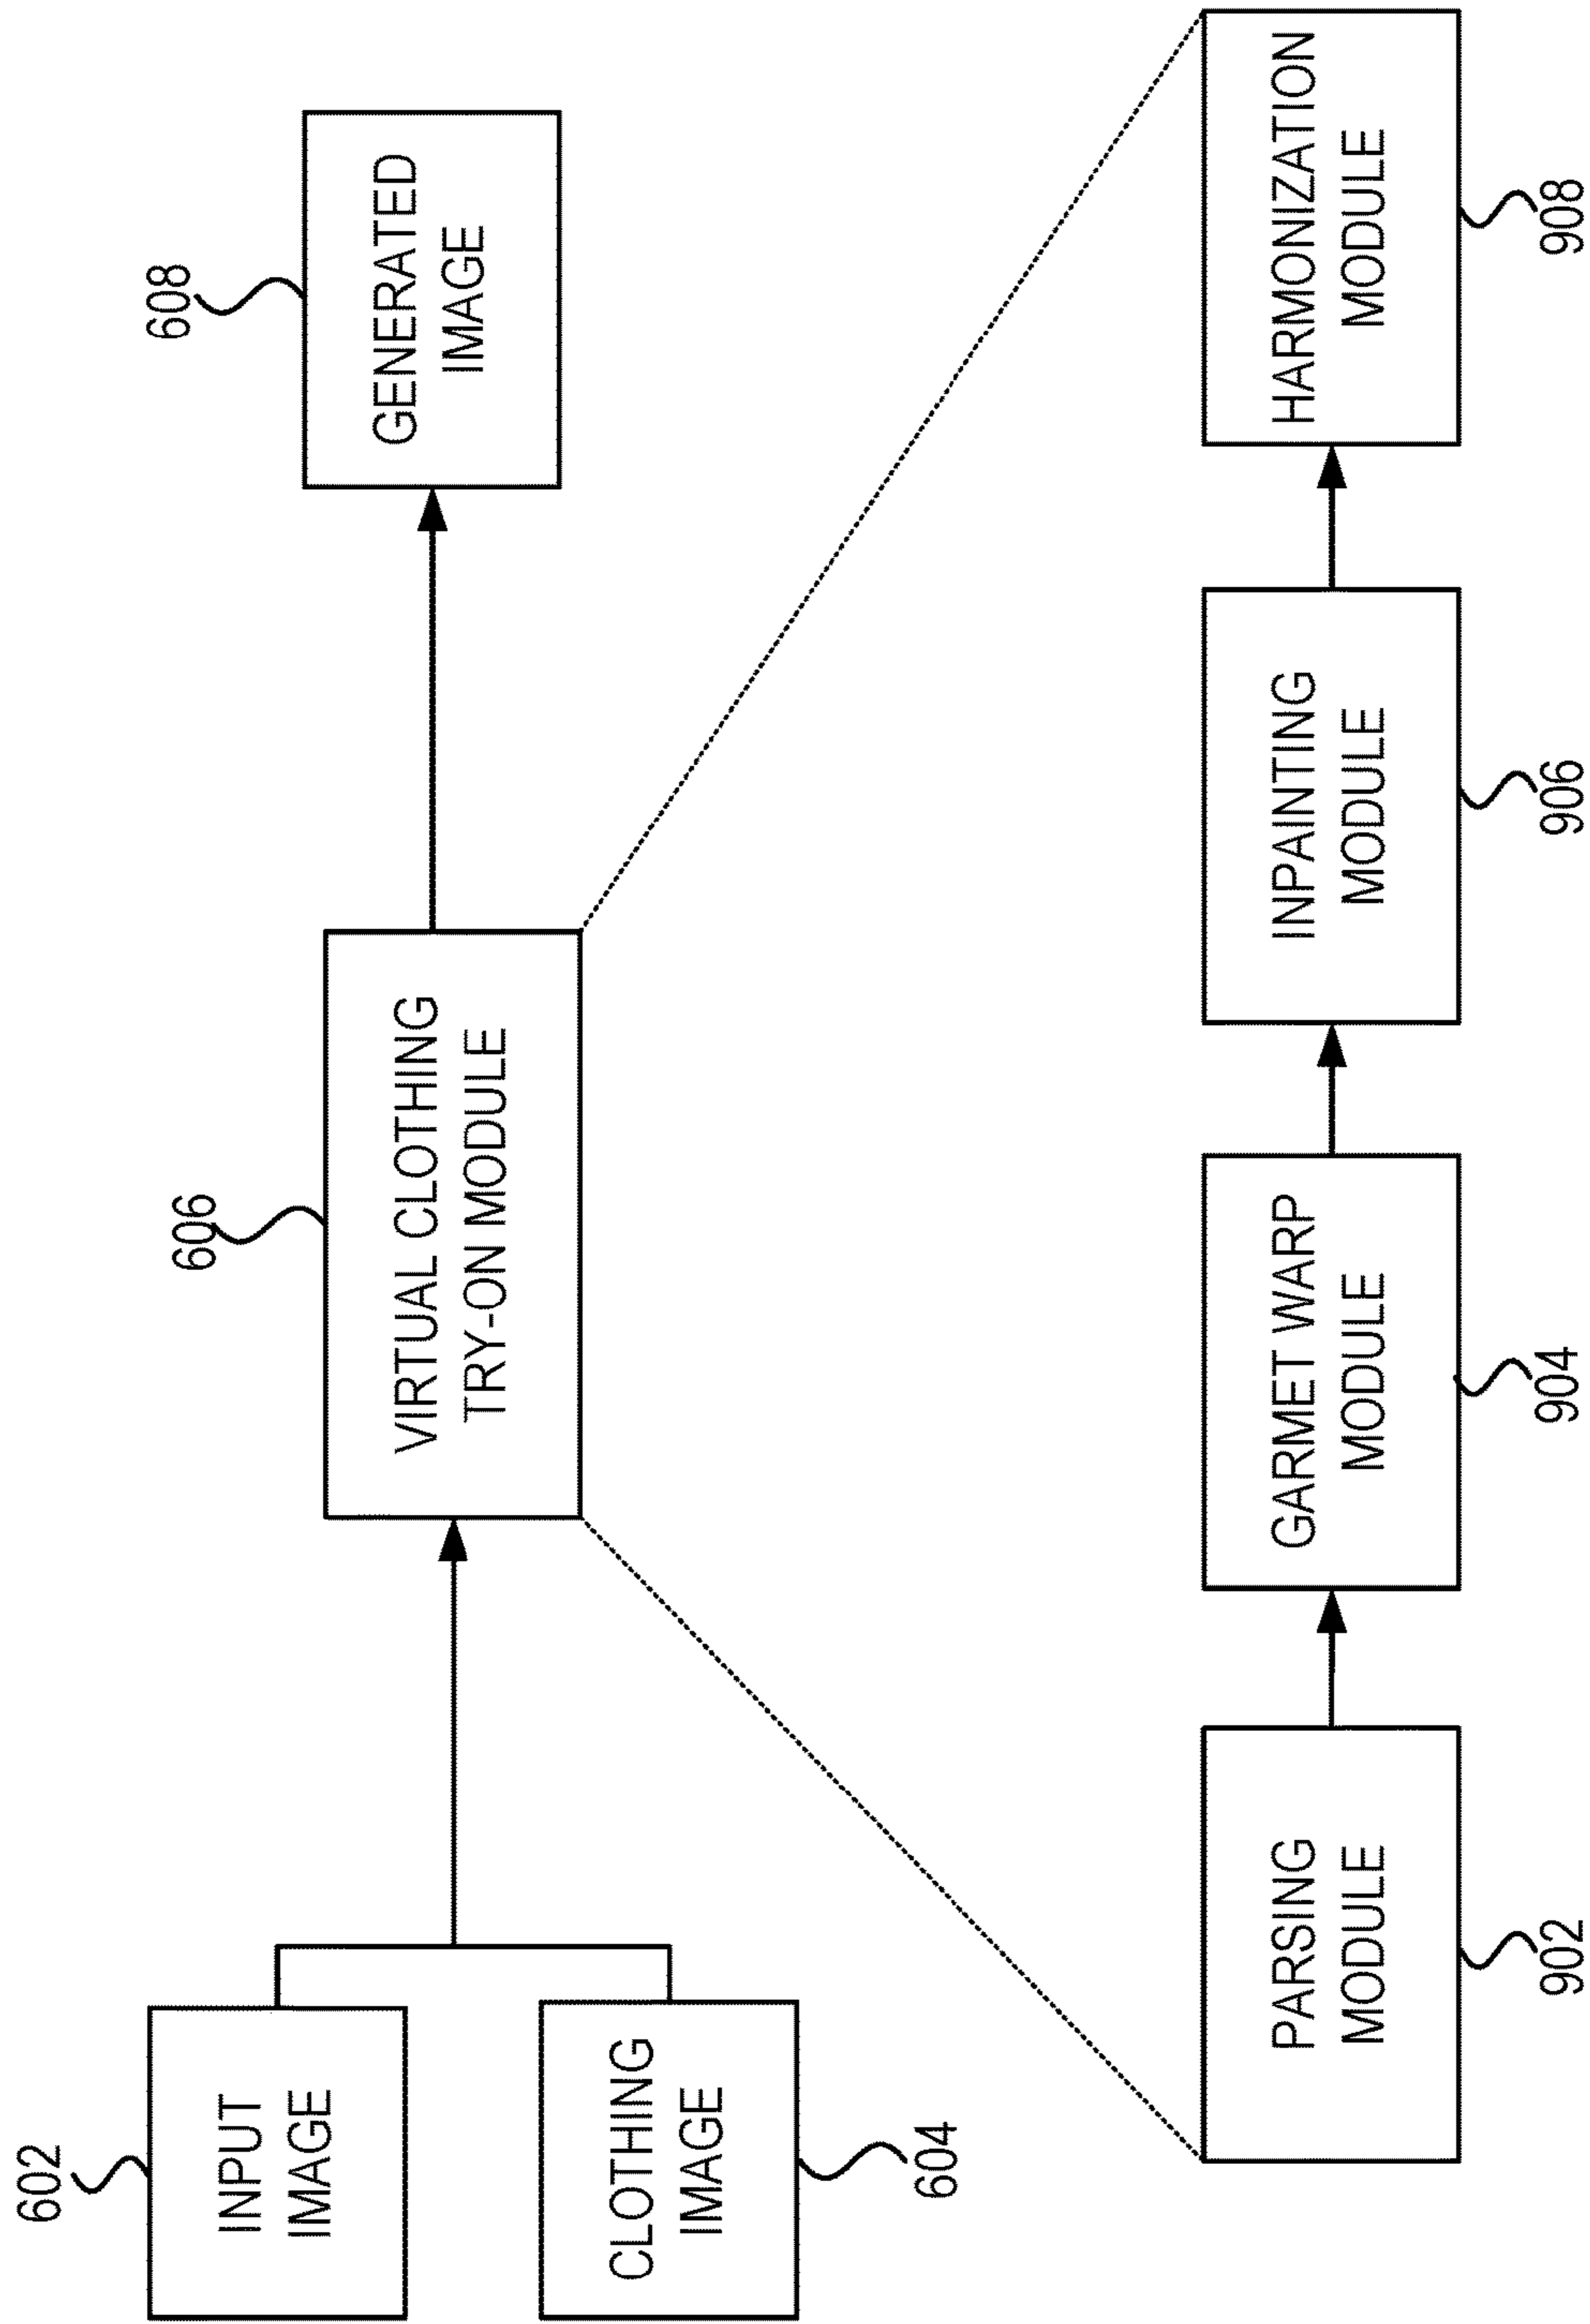 602
INPUT
IMAGE
CLOTHING
IMAGE
604
606
VIRTUAL CLOTHING
TRY-ON MODULE
608
GENERATED
IMAGE
PARSING
MODULE
902
GARMET WARP
MODULE
904
INPAINTING
MODULE
906
HARMONIZATION
MODULE
908